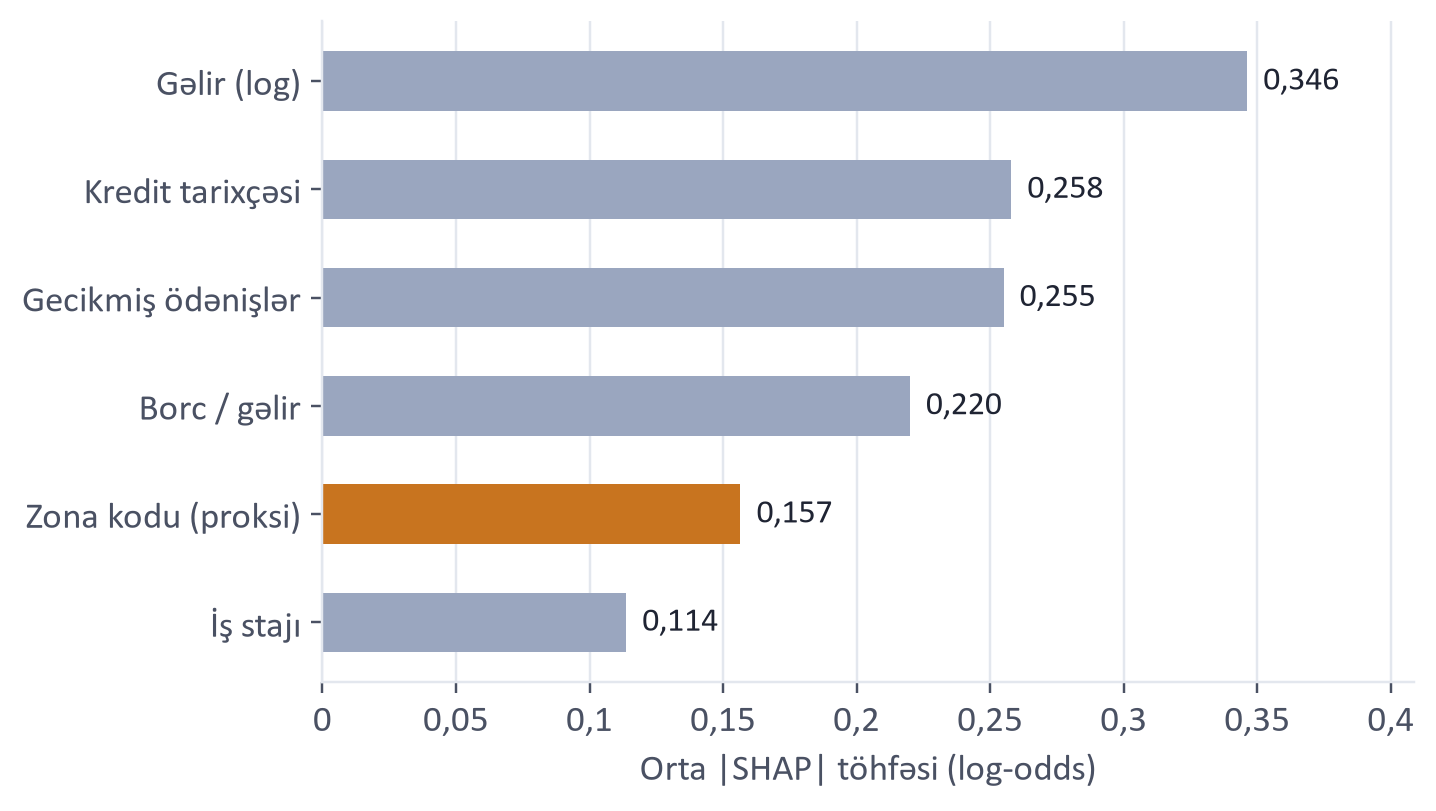 Gəlir (log)
0,346
Kredit tarixçəsi
0,258
Gecikmiş ödənişlər
0,255
Borc / gəlir
0,220
Zona kodu (proksi)
0,157
İş stajı
0,114
0 0,05 0,1 0,15 0,2 0,25 0,3 0,35 0,4
Orta |SHAP| töhfəsi (log-odds)